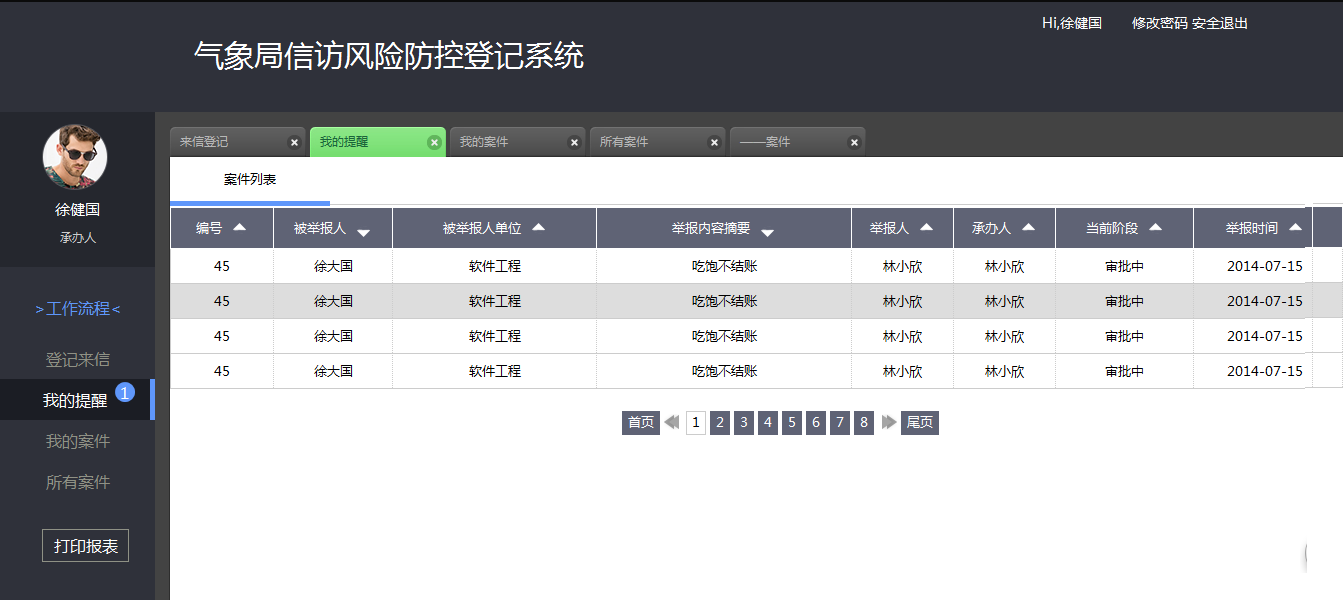 Hi,徐健国 修改密码 安全退出
气象局信访风险防控登记系统
徐健国
承办人
>工作流程<
登记来信
我的提醒 1
我的案件
所有案件
打印报表
来信登记 我的提醒 我的案件 所有案件 ——案件
案件列表
编号 被举报人 被举报人单位 举报内容摘要 举报人 承办人 当前阶段 举报时间
45 徐大国 软件工程 吃饱不结账 林小欣 林小欣 审批中 2014-07-15
45 徐大国 软件工程 吃饱不结账 林小欣 林小欣 审批中 2014-07-15
45 徐大国 软件工程 吃饱不结账 林小欣 林小欣 审批中 2014-07-15
45 徐大国 软件工程 吃饱不结账 林小欣 林小欣 审批中 2014-07-15
首页 1 2 3 4 5 6 7 8 尾页